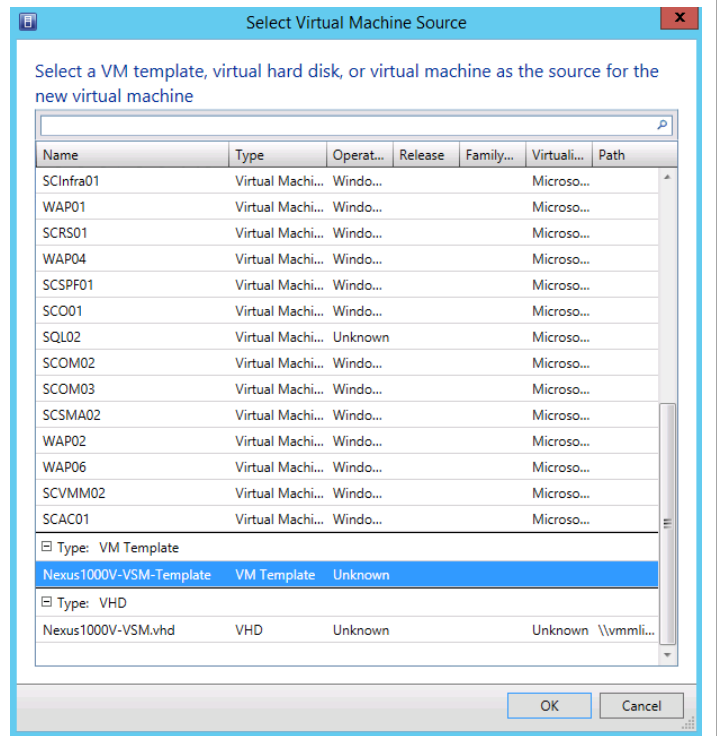 Select Virtual Machine Source
x
Select a VM template, virtual hard disk, or virtual machine as the source for the
new virtual machine
Name Type Operat... Release Family... Virtuali... Path
SCInfra01 Virtual Machi... Windo... Microso...
WAP01 Virtual Machi... Windo... Microso...
SCRS01 Virtual Machi... Windo... Microso...
WAP04 Virtual Machi... Windo... Microso...
SCSPF01 Virtual Machi... Windo... Microso...
SCO01 Virtual Machi... Windo... Microso...
SQL02 Virtual Machi... Unknown Microso...
SCOM02 Virtual Machi... Windo... Microso...
SCOM03 Virtual Machi... Windo... Microso...
SCSMA02 Virtual Machi... Windo... Microso...
WAP02 Virtual Machi... Windo... Microso...
WAP06 Virtual Machi... Windo... Microso...
SCVMM02 Virtual Machi... Windo... Microso...
SCAC01 Virtual Machi... Windo... Microso...
Type: VM Template
Nexus1000V-VSM-Template VM Template Unknown
Type: VHD
Nexus1000V-VSM.vhd VHD Unknown Unknown \\vmmli...
OK Cancel